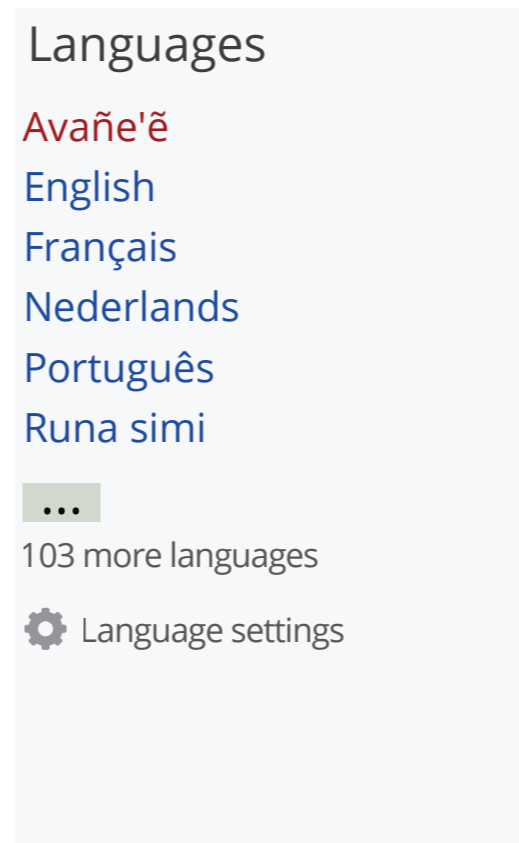 Languages
Avañe'ẽ
English
Français
Nederlands
Português
Runa simi
...
103 more languages
Language settings